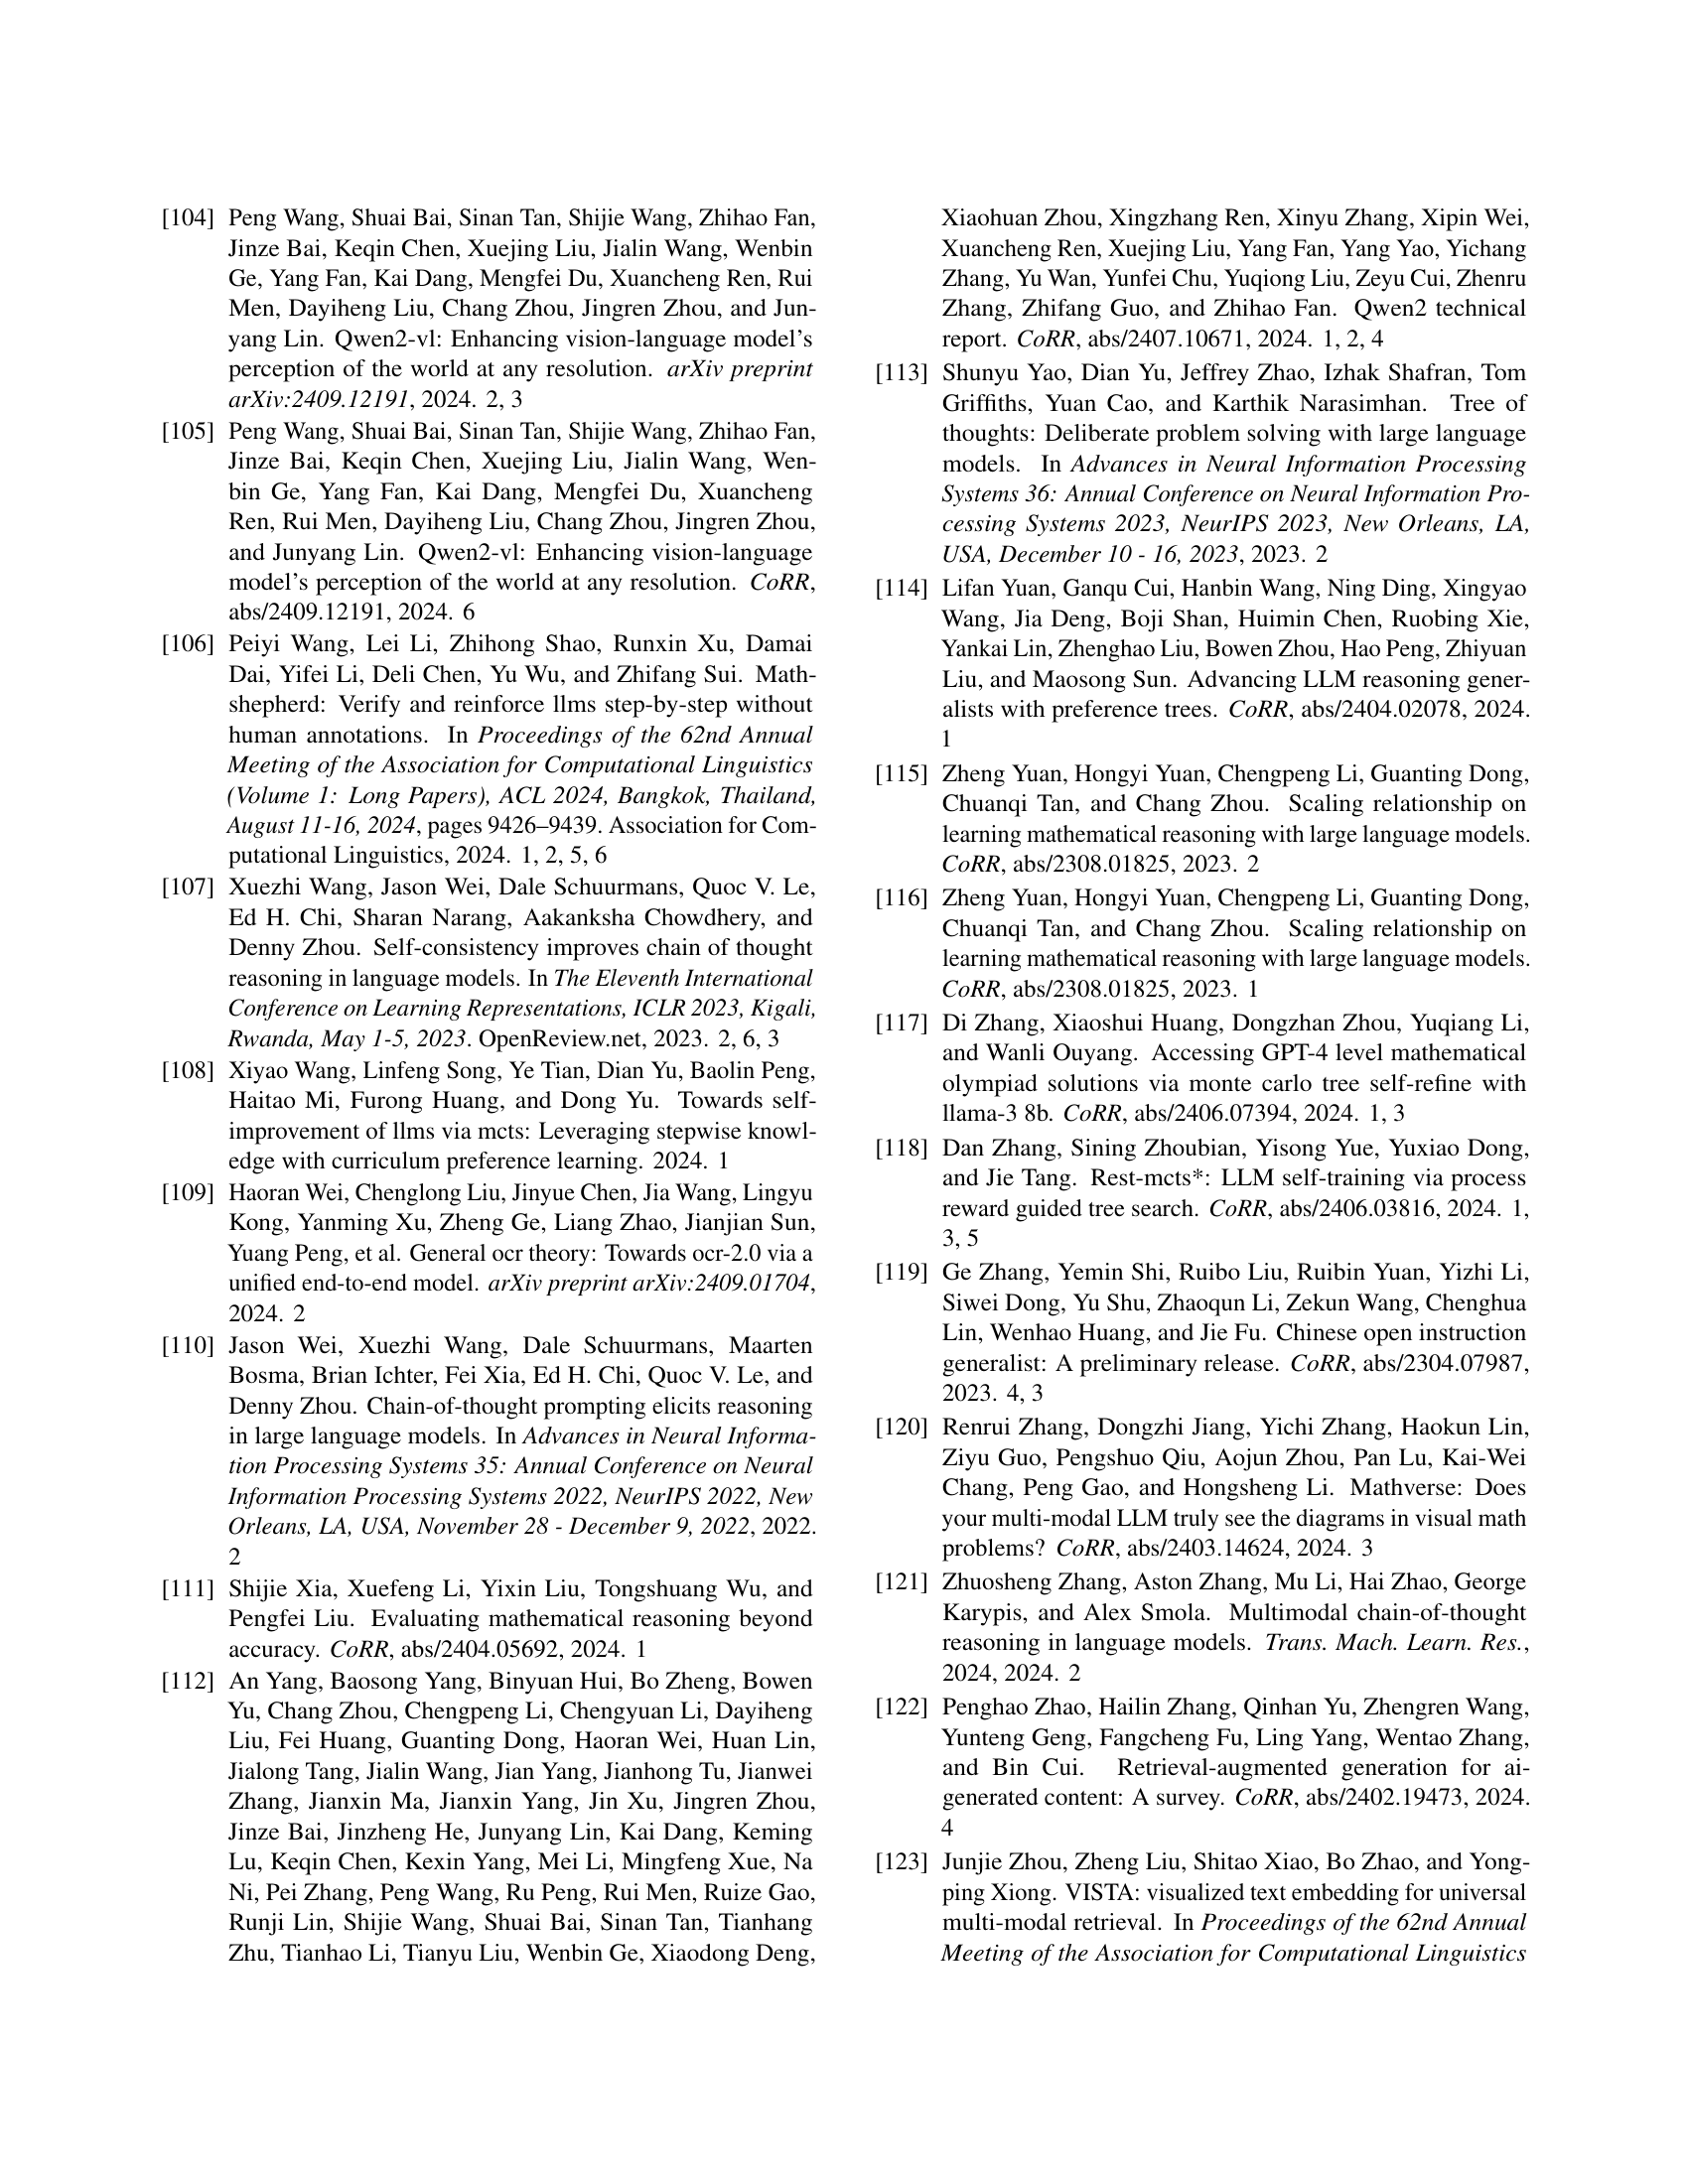 [104] Peng Wang, Shuai Bai, Sinan Tan, Shijie Wang, Zhihao Fan,
Jinze Bai, Keqin Chen, Xuejing Liu, Jialin Wang, Wenbin
Ge, Yang Fan, Kai Dang, Mengfei Du, Xuancheng Ren, Rui
Men, Dayiheng Liu, Chang Zhou, Jingren Zhou, and Jun-
yang Lin. Qwen2-vl: Enhancing vision-language model’s
perception of the world at any resolution. arXiv preprint
arXiv:2409.12191, 2024. 2, 3
[105] Peng Wang, Shuai Bai, Sinan Tan, Shijie Wang, Zhihao Fan,
Jinze Bai, Keqin Chen, Xuejing Liu, Jialin Wang, Wen-
bin Ge, Yang Fan, Kai Dang, Mengfei Du, Xuancheng
Ren, Rui Men, Dayiheng Liu, Chang Zhou, Jingren Zhou,
and Junyang Lin. Qwen2-vl: Enhancing vision-language
model’s perception of the world at any resolution. CoRR,
abs/2409.12191, 2024. 6
[106] Peiyi Wang, Lei Li, Zhihong Shao, Runxin Xu, Damai
Dai, Yifei Li, Deli Chen, Yu Wu, and Zhifang Sui. Math-
shepherd: Verify and reinforce llms step-by-step without
human annotations. In Proceedings of the 62nd Annual
Meeting of the Association for Computational Linguistics
(Volume 1: Long Papers), ACL 2024, Bangkok, Thailand,
August 11-16, 2024, pages 9426–9439. Association for Com-
putational Linguistics, 2024. 1, 2, 5, 6
[107] Xuezhi Wang, Jason Wei, Dale Schuurmans, Quoc V. Le,
Ed H. Chi, Sharan Narang, Aakanksha Chowdhery, and
Denny Zhou. Self-consistency improves chain of thought
reasoning in language models. In The Eleventh International
Conference on Learning Representations, ICLR 2023, Kigali,
Rwanda, May 1-5, 2023. OpenReview.net, 2023. 2, 6, 3
[108] Xiyao Wang, Linfeng Song, Ye Tian, Dian Yu, Baolin Peng,
Haitao Mi, Furong Huang, and Dong Yu. Towards self-
improvement of llms via mcts: Leveraging stepwise knowl-
edge with curriculum preference learning. 2024. 1
[109] Haoran Wei, Chenglong Liu, Jinyue Chen, Jia Wang, Lingyu
Kong, Yanming Xu, Zheng Ge, Liang Zhao, Jianjian Sun,
Yuang Peng, et al. General ocr theory: Towards ocr-2.0 via a
unified end-to-end model. arXiv preprint arXiv:2409.01704,
2024. 2
[110] Jason Wei, Xuezhi Wang, Dale Schuurmans, Maarten
Bosma, Brian Ichter, Fei Xia, Ed H. Chi, Quoc V. Le, and
Denny Zhou. Chain-of-thought prompting elicits reasoning
in large language models. In Advances in Neural Informa-
tion Processing Systems 35: Annual Conference on Neural
Information Processing Systems 2022, NeurIPS 2022, New
Orleans, LA, USA, November 28 - December 9, 2022, 2022.
2
[111] Shijie Xia, Xuefeng Li, Yixin Liu, Tongshuang Wu, and
Pengfei Liu. Evaluating mathematical reasoning beyond
accuracy. CoRR, abs/2404.05692, 2024. 1
[112] An Yang, Baosong Yang, Binyuan Hui, Bo Zheng, Bowen
Yu, Chang Zhou, Chengpeng Li, Chengyuan Li, Dayiheng
Liu, Fei Huang, Guanting Dong, Haoran Wei, Huan Lin,
Jialong Tang, Jialin Wang, Jian Yang, Jianhong Tu, Jianwei
Zhang, Jianxin Ma, Jianxin Yang, Jin Xu, Jingren Zhou,
Jinze Bai, Jinzheng He, Junyang Lin, Kai Dang, Keming
Lu, Keqin Chen, Kexin Yang, Mei Li, Mingfeng Xue, Na
Ni, Pei Zhang, Peng Wang, Ru Peng, Rui Men, Ruize Gao,
Runji Lin, Shijie Wang, Shuai Bai, Sinan Tan, Tianhang
Zhu, Tianhao Li, Tianyu Liu, Wenbin Ge, Xiaodong Deng,
Xiaohuan Zhou, Xingzhang Ren, Xinyu Zhang, Xipin Wei,
Xuancheng Ren, Xuejing Liu, Yang Fan, Yang Yao, Yichang
Zhang, Yu Wan, Yunfei Chu, Yuqiong Liu, Zeyu Cui, Zhenru
Zhang, Zhifang Guo, and Zhihao Fan. Qwen2 technical
report. CoRR, abs/2407.10671, 2024. 1, 2, 4
[113] Shunyu Yao, Dian Yu, Jeffrey Zhao, Izhak Shafran, Tom
Griffiths, Yuan Cao, and Karthik Narasimhan. Tree of
thoughts: Deliberate problem solving with large language
models. In Advances in Neural Information Processing
Systems 36: Annual Conference on Neural Information Pro-
cessing Systems 2023, NeurIPS 2023, New Orleans, LA,
USA, December 10 - 16, 2023, 2023. 2
[114] Lifan Yuan, Ganqu Cui, Hanbin Wang, Ning Ding, Xingyao
Wang, Jia Deng, Boji Shan, Huimin Chen, Ruobing Xie,
Yankai Lin, Zhenghao Liu, Bowen Zhou, Hao Peng, Zhiyuan
Liu, and Maosong Sun. Advancing LLM reasoning gener-
alists with preference trees. CoRR, abs/2404.02078, 2024.
1
[115] Zheng Yuan, Hongyi Yuan, Chengpeng Li, Guanting Dong,
Chuanqi Tan, and Chang Zhou. Scaling relationship on
learning mathematical reasoning with large language models.
CoRR, abs/2308.01825, 2023. 2
[116] Zheng Yuan, Hongyi Yuan, Chengpeng Li, Guanting Dong,
Chuanqi Tan, and Chang Zhou. Scaling relationship on
learning mathematical reasoning with large language models.
CoRR, abs/2308.01825, 2023. 1
[117] Di Zhang, Xiaoshui Huang, Dongzhan Zhou, Yuqiang Li,
and Wanli Ouyang. Accessing GPT-4 level mathematical
olympiad solutions via monte carlo tree self-refine with
llama-3 8b. CoRR, abs/2406.07394, 2024. 1, 3
[118] Dan Zhang, Sining Zhoubian, Yisong Yue, Yuxiao Dong,
and Jie Tang. Rest-mcts*: LLM self-training via process
reward guided tree search. CoRR, abs/2406.03816, 2024. 1,
3, 5
[119] Ge Zhang, Yemin Shi, Ruibo Liu, Ruibin Yuan, Yizhi Li,
Siwei Dong, Yu Shu, Zhaoqun Li, Zekun Wang, Chenghua
Lin, Wenhao Huang, and Jie Fu. Chinese open instruction
generalist: A preliminary release. CoRR, abs/2304.07987,
2023. 4, 3
[120] Renrui Zhang, Dongzhi Jiang, Yichi Zhang, Haokun Lin,
Ziyu Guo, Pengshuo Qiu, Aojun Zhou, Pan Lu, Kai-Wei
Chang, Peng Gao, and Hongsheng Li. Mathverse: Does
your multi-modal LLM truly see the diagrams in visual math
problems? CoRR, abs/2403.14624, 2024. 3
[121] Zhuosheng Zhang, Aston Zhang, Mu Li, Hai Zhao, George
Karypis, and Alex Smola. Multimodal chain-of-thought
reasoning in language models. Trans. Mach. Learn. Res.,
2024, 2024. 2
[122] Penghao Zhao, Hailin Zhang, Qinhan Yu, Zhengren Wang,
Yunteng Geng, Fangcheng Fu, Ling Yang, Wentao Zhang,
and Bin Cui. Retrieval-augmented generation for ai-
generated content: A survey. CoRR, abs/2402.19473, 2024.
4
[123] Junjie Zhou, Zheng Liu, Shitao Xiao, Bo Zhao, and Yong-
ping Xiong. VISTA: visualized text embedding for universal
multi-modal retrieval. In Proceedings of the 62nd Annual
Meeting of the Association for Computational Linguistics